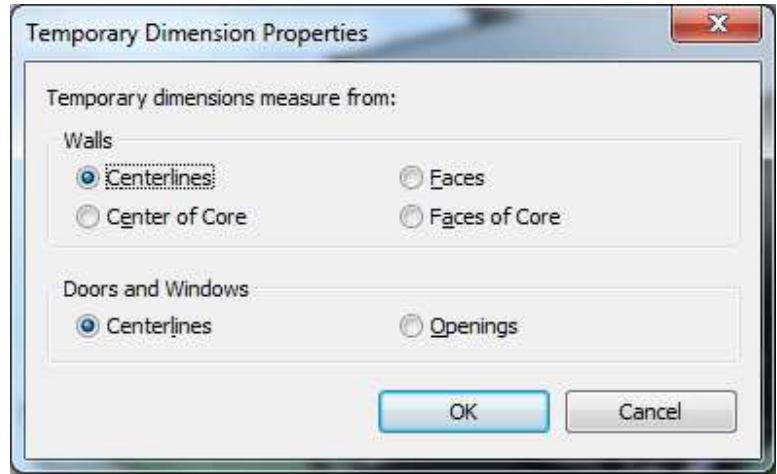 Temporary Dimension Properties
Temporary dimensions measure from:
Walls
Centerlines Faces
Center of Core Faces of Core
Doors and Windows
Centerlines Openings
OK Cancel